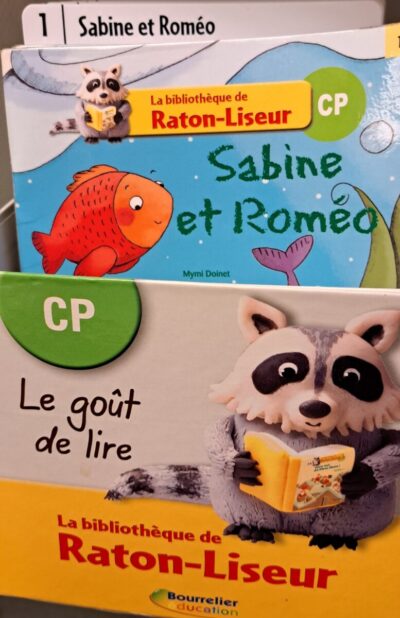 1 | Sabine et Roméo
1
La bibliothèque de
Raton-Liseur
CP
Sabine
et Roméo
Mymi Doinet
CP
Le goût
de lire
La bibliothèque de
Raton-Liseur
Bourrelier
éducation